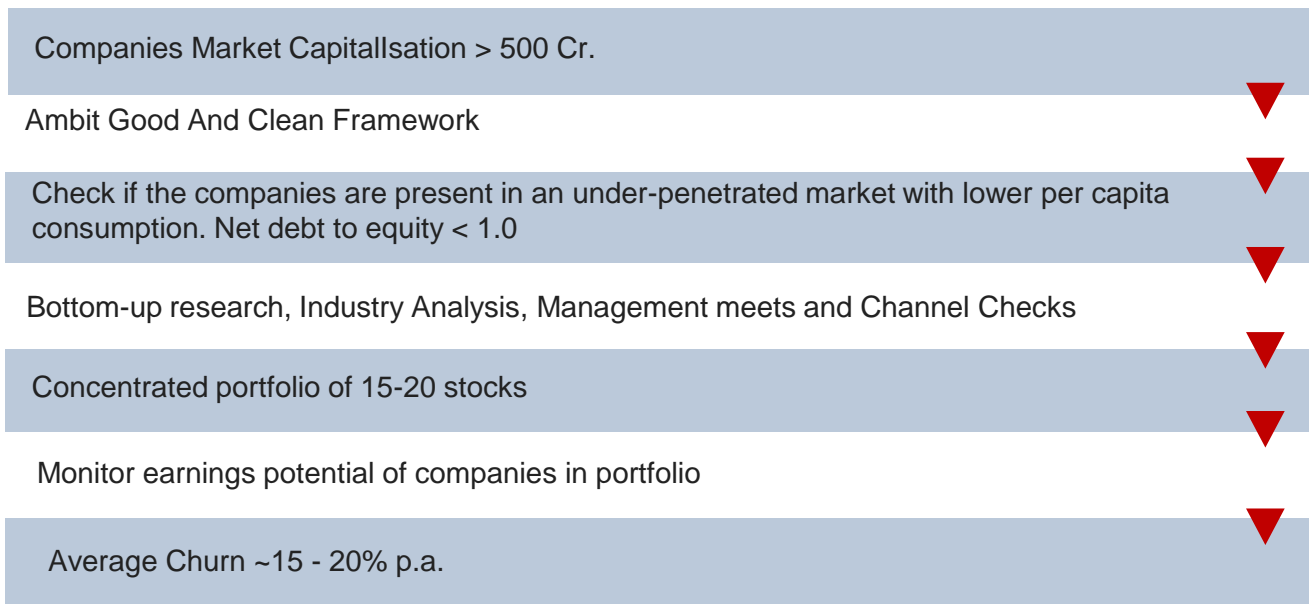 Companies Market CapitalIsation > 500 Cr.
Ambit Good And Clean Framework
Check if the companies are present in an under-penetrated market with lower per capita
consumption. Net debt to equity < 1.0
Bottom-up research, Industry Analysis, Management meets and Channel Checks
Concentrated portfolio of 15-20 stocks
Monitor earnings potential of companies in portfolio
Average Churn ~15 - 20% p.a.